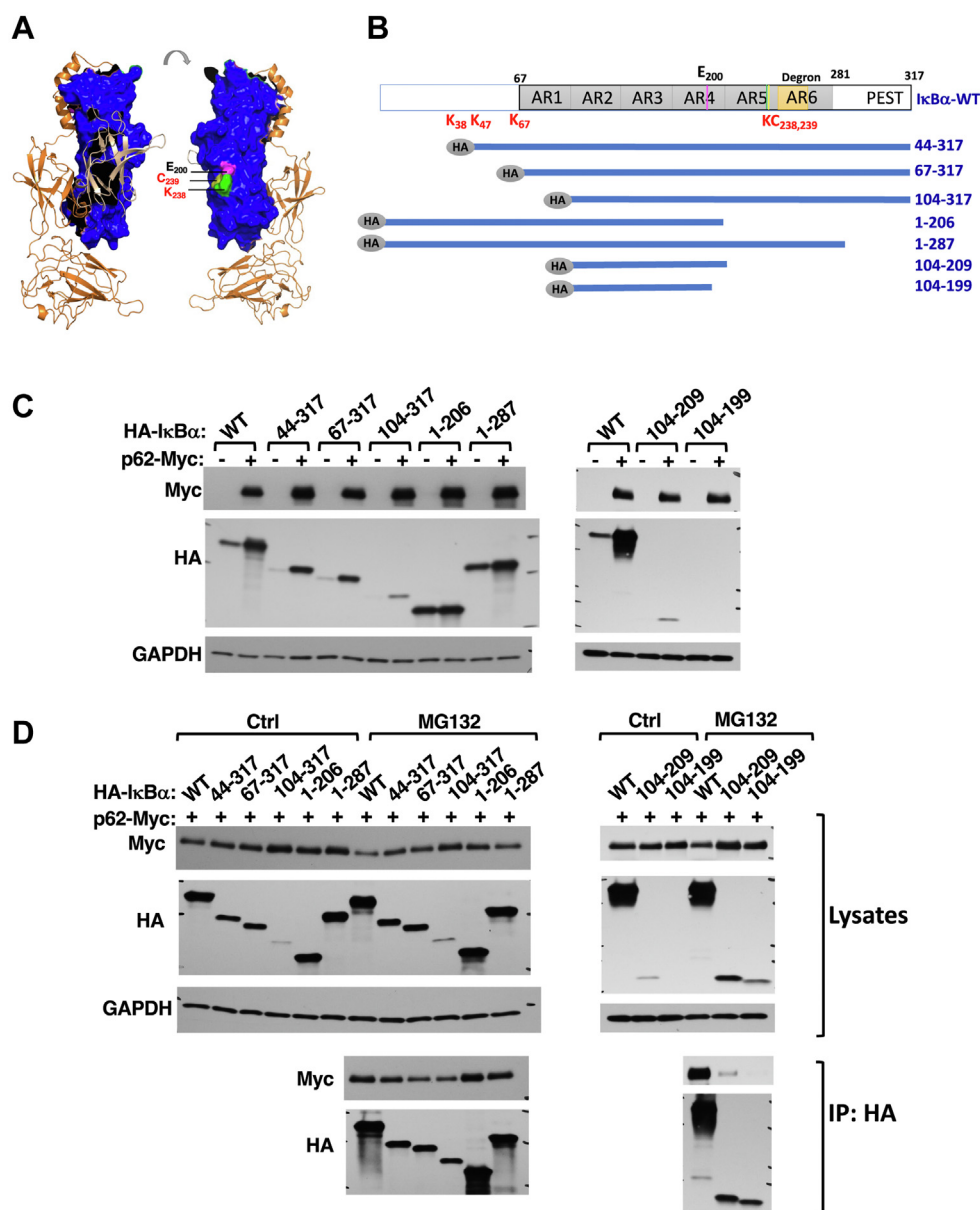 A
E200
C239
K238
B
67 E200 Degron 281 317
AR1 AR2 AR3 AR4 AR5 AR6 PEST IκBα-WT
K38 K47 K67 KC238,239
HA 44-317
HA 67-317
HA 104-317
HA 1-206
HA 1-287
HA 104-209
HA 104-199
C
HA-IκBα: WT 44-317 67-317 104-317 1-206 1-287
p62-Myc: - + - + - + - + - + - +
Myc
HA
GAPDH
WT 104-209 104-199
- + - + - +
D
Ctrl MG132
HA-IκBα: WT 44-317 67-317 104-317 1-206 1-287 WT 44-317 67-317 104-317 1-206 1-287
p62-Myc: + + + + + + + + + + + +
Myc
HA
GAPDH
Ctrl MG132
WT 104-209 104-199 WT 104-209 104-199
+ + + + + +
Lysates
Myc
HA
IP: HA